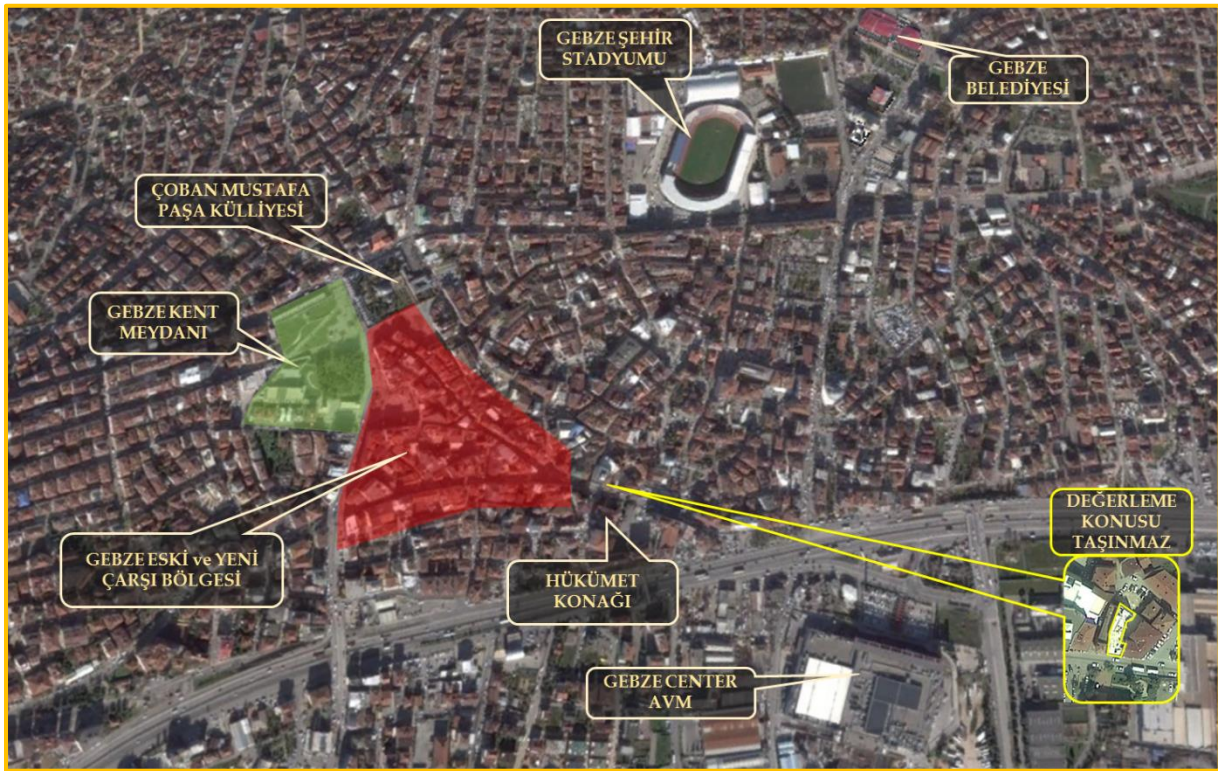 GEBZE ŞEHİR
STADYUMU
GEBZE
BELEDİYESİ
ÇOBAN MUSTAFA
PAŞA KÜLLİYESİ
GEBZE KENT
MEYDANI
DEĞERLEME
KONUSU
TAŞINMAZ
GEBZE ESKİ ve YENİ
ÇARŞI BÖLGESİ
HÜKÜMET
KONAĞI
GEBZE CENTER
AVM